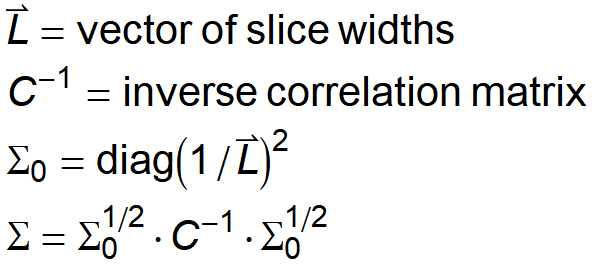 L⃗ = vector of slice widths
C⁻¹ = inverse correlation matrix
Σ₀ = diag(1/L⃗)²
Σ = Σ₀^{1/2} · C⁻¹ · Σ₀^{1/2}